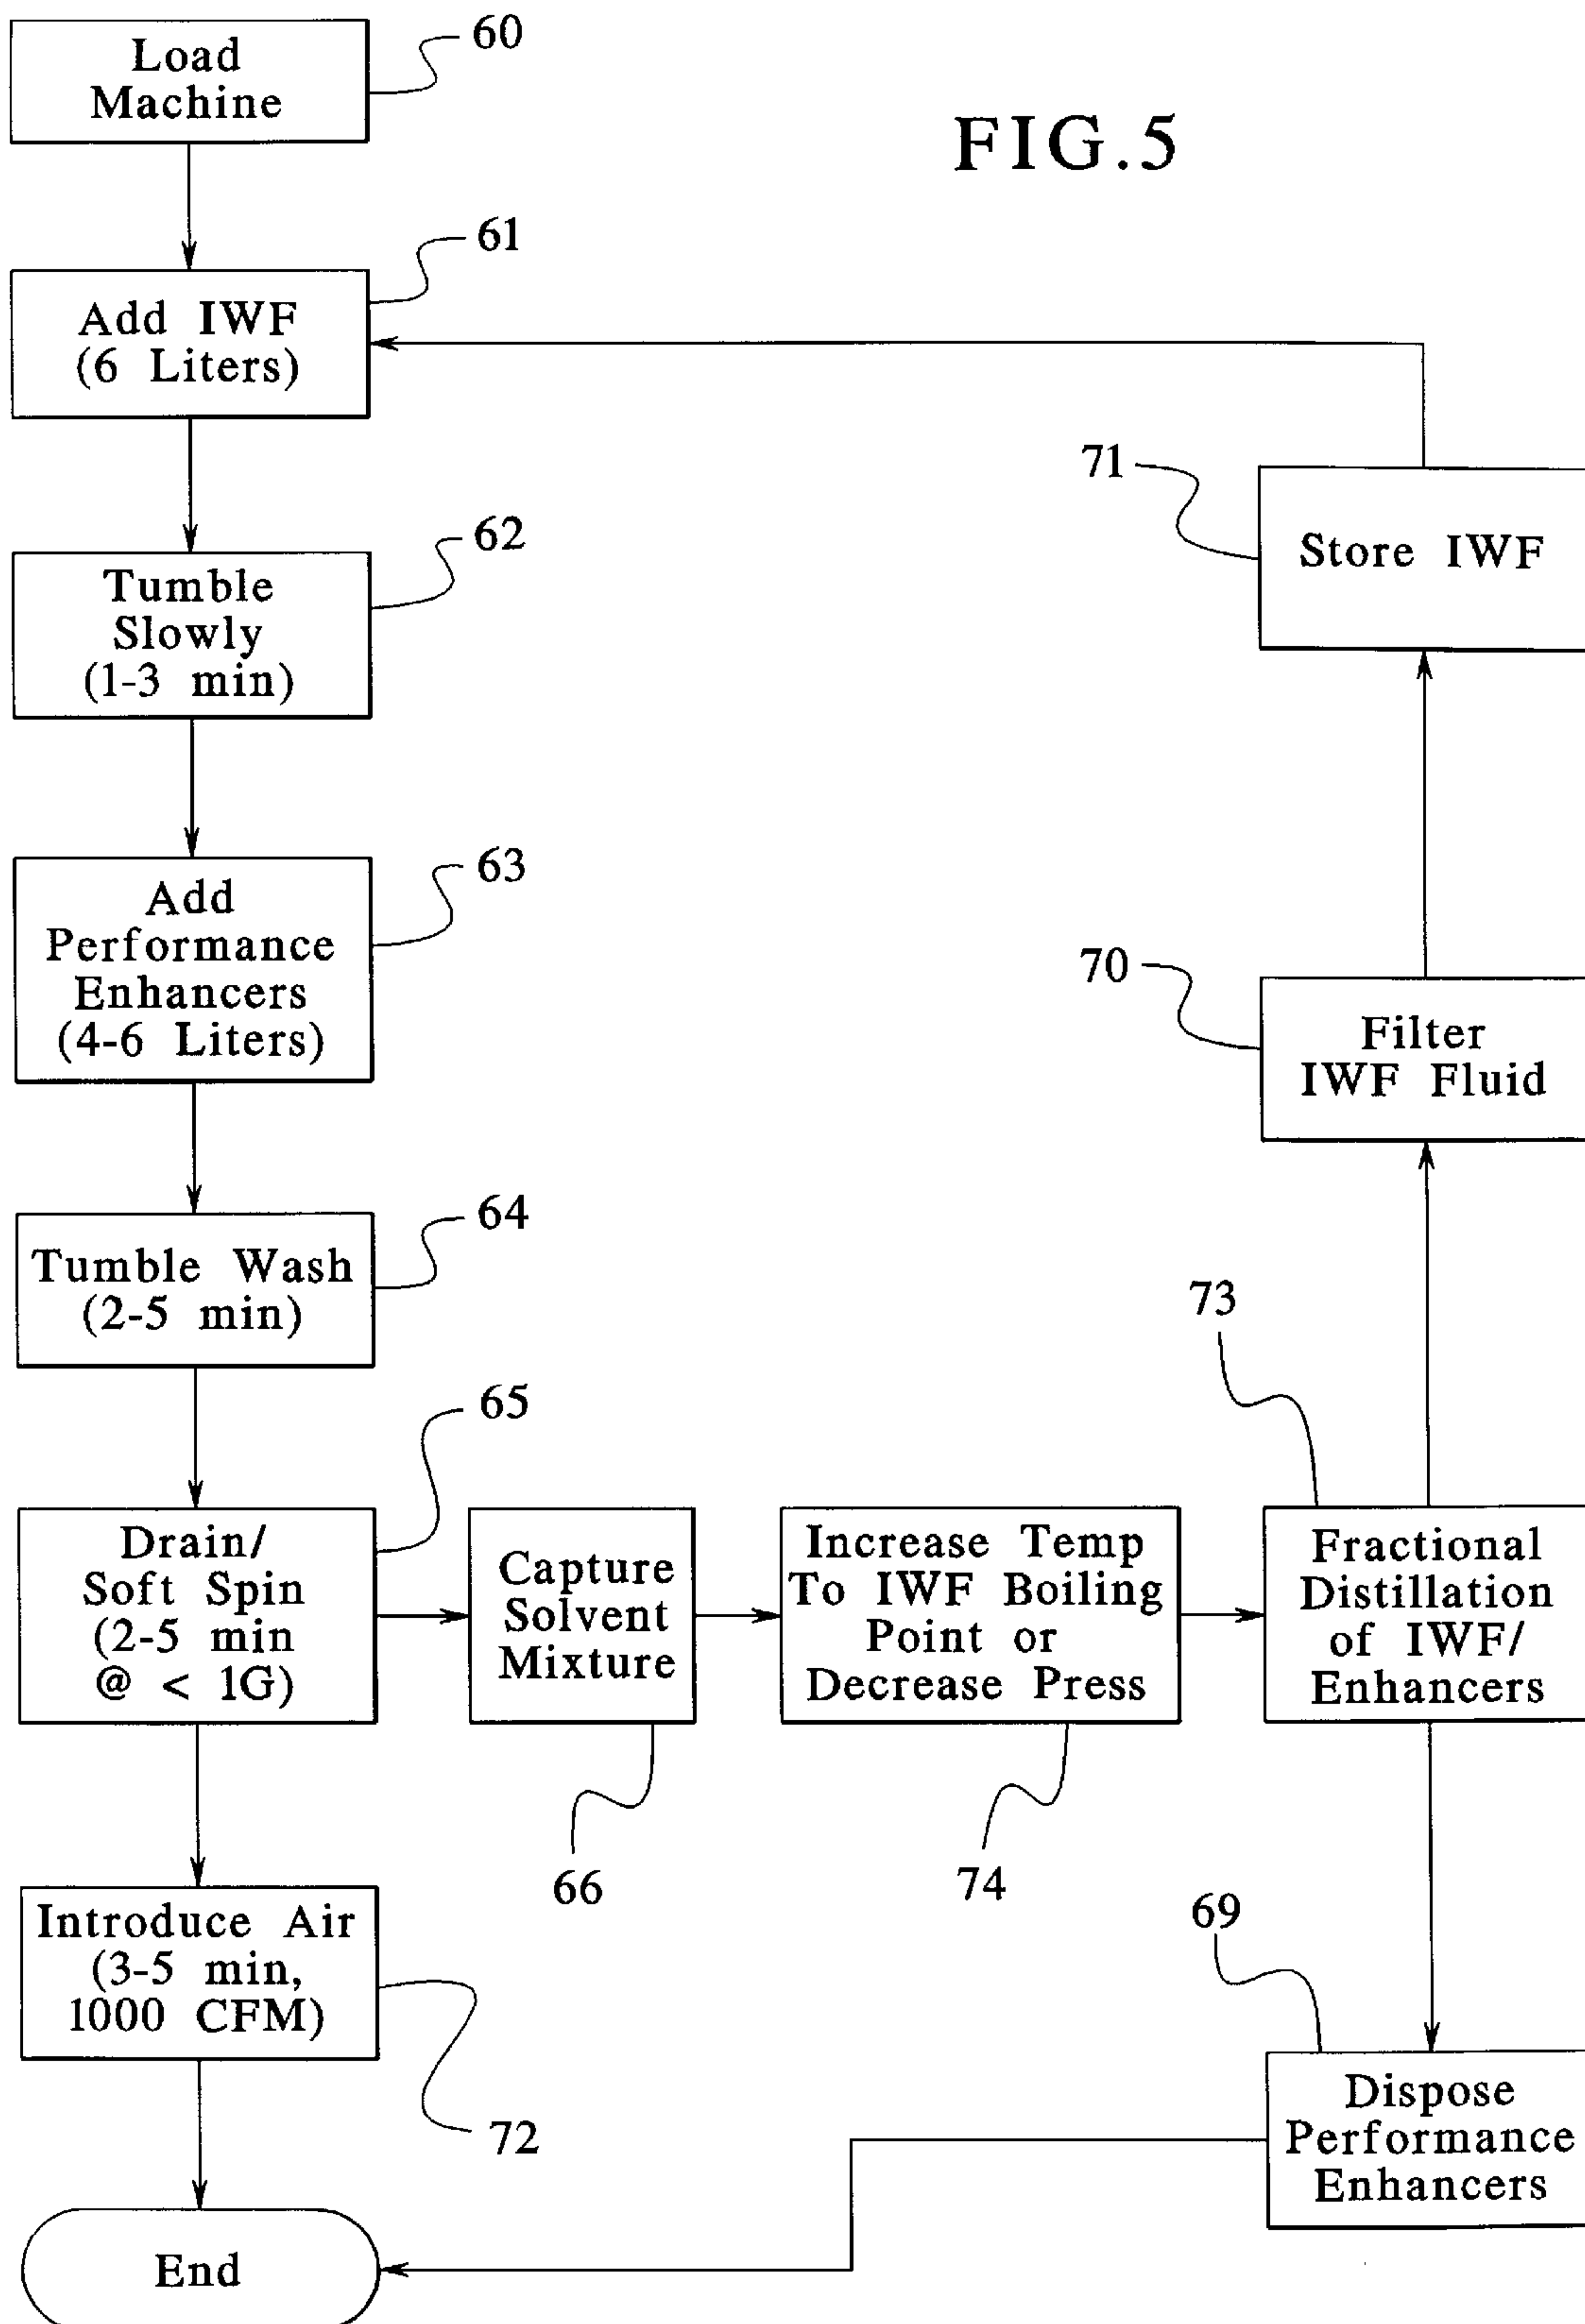 FIG.5
Load
Machine
60
Add IWF
(6 Liters)
61
Tumble
Slowly
(1-3 min)
62
Add
Performance
Enhancers
(4-6 Liters)
63
Tumble Wash
(2-5 min)
64
Drain/
Soft Spin
(2-5 min
@ < 1G)
65
Capture
Solvent
Mixture
66
Increase Temp
To IWF Boiling
Point or
Decrease Press
74
Fractional
Distillation
of IWF/
Enhancers
73
Filter
IWF Fluid
70
Store IWF
71
Dispose
Performance
Enhancers
69
Introduce Air
(3-5 min,
1000 CFM)
72
End